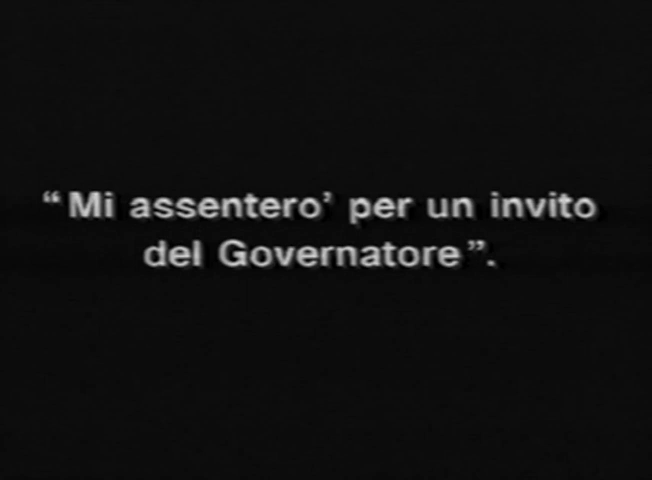 “Mi assentero’ per un invito
del Governatore”.